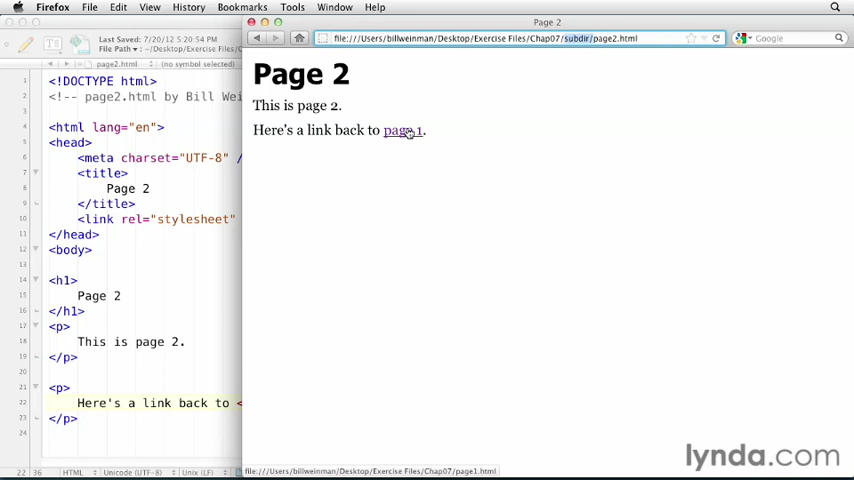 Firefox File Edit View History Bookmarks Tools Window Help
Last Saved: 7/20/12 5:20:54 PM
File Path ▾: ~/Desktop/Exercise Files/Ch
page2.html (no symbol selected)
1 <!DOCTYPE html>
2 <!-- page2.html by Bill Wei
3
4 <html lang="en">
5 <head>
6 <meta charset="UTF-8" /
7 <title>
8 Page 2
9 </title>
10 <link rel="stylesheet"
11 </head>
12 <body>
13
14 <h1>
15 Page 2
16 </h1>
17 <p>
18 This is page 2.
19 </p>
20
21 <p>
22 Here's a link back to <
23 </p>
24
22 36 HTML Unicode (UTF-8) Unix (LF)
Page 2
file:///Users/billweinman/Desktop/Exercise Files/Chap07/subdir/page2.html
Google
Page 2
This is page 2.
Here's a link back to page 1.
file:///Users/billweinman/Desktop/Exercise Files/Chap07/page1.html
lynda.com